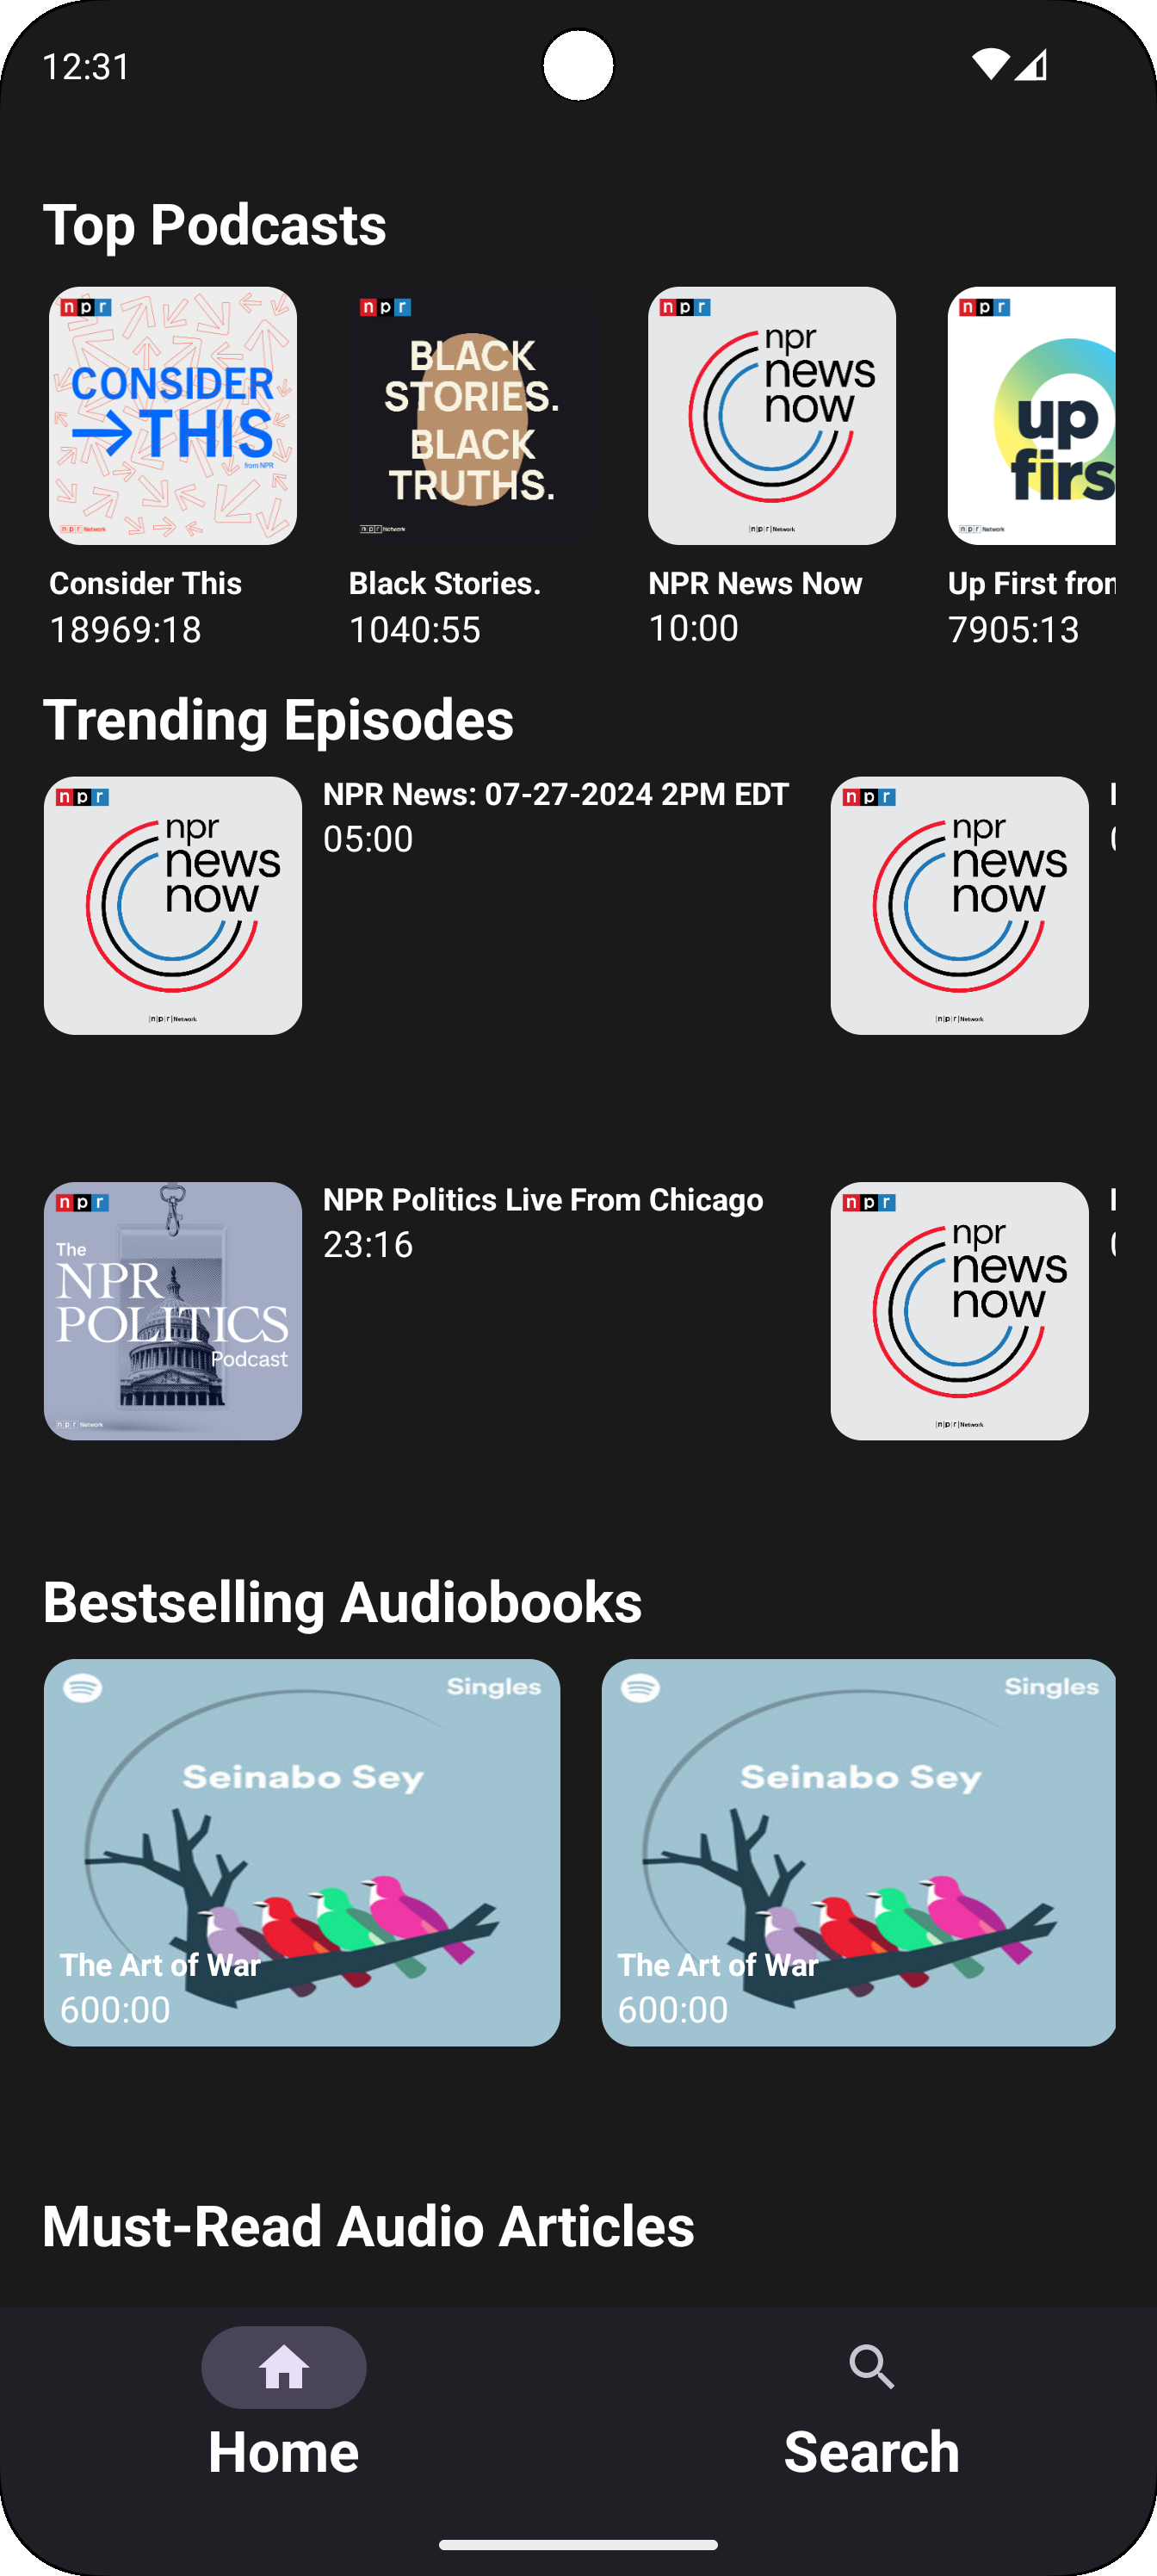 12:31
Top Podcasts
npr
CONSIDER
→THIS
from NPR
npr Network
Consider This
18969:18
npr
BLACK
STORIES.
BLACK
TRUTHS.
npr Network
Black Stories.
1040:55
npr
npr
news
now
npr Network
NPR News Now
10:00
npr
up
firs
npr Network
Up First from
7905:13
Trending Episodes
npr
npr
news
now
npr Network
NPR News: 07-27-2024 2PM EDT
05:00
npr
npr
news
now
npr Network
npr
The
NPR
POLITICS
Podcast
npr Network
NPR Politics Live From Chicago
23:16
npr
npr
news
now
npr Network
Bestselling Audiobooks
Singles
Seinabo Sey
The Art of War
600:00
Singles
Seinabo Sey
The Art of War
600:00
Must-Read Audio Articles
Home
Search